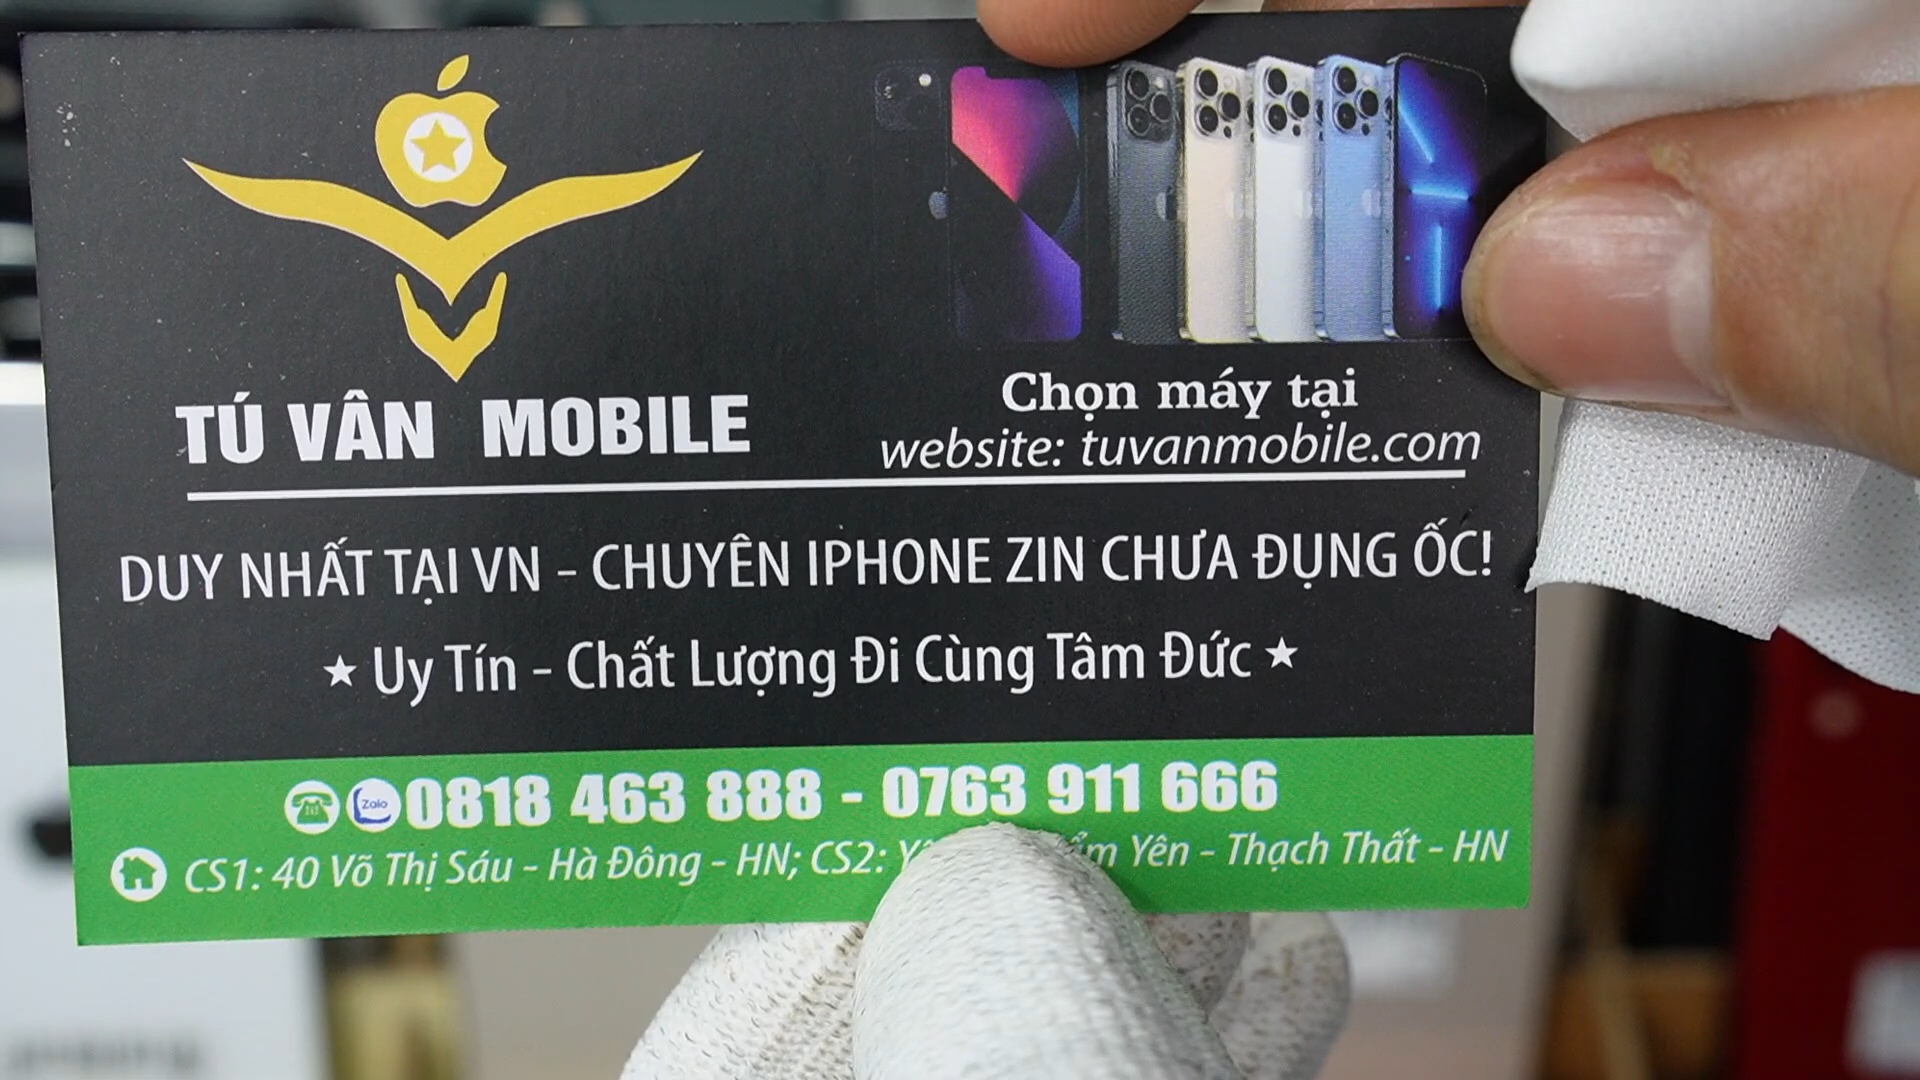 TÚ VÂN MOBILE
Chọn máy tại
website: tuvanmobile.com
DUY NHẤT TẠI VN - CHUYÊN IPHONE ZIN CHƯA ĐỤNG ỐC!
★ Uy Tín - Chất Lượng Đi Cùng Tâm Đức ★
Zalo 0818 463 888 - 0763 911 666
CS1: 40 Võ Thị Sáu - Hà Đông - HN; CS2: Yên - Thạch Thất - HN